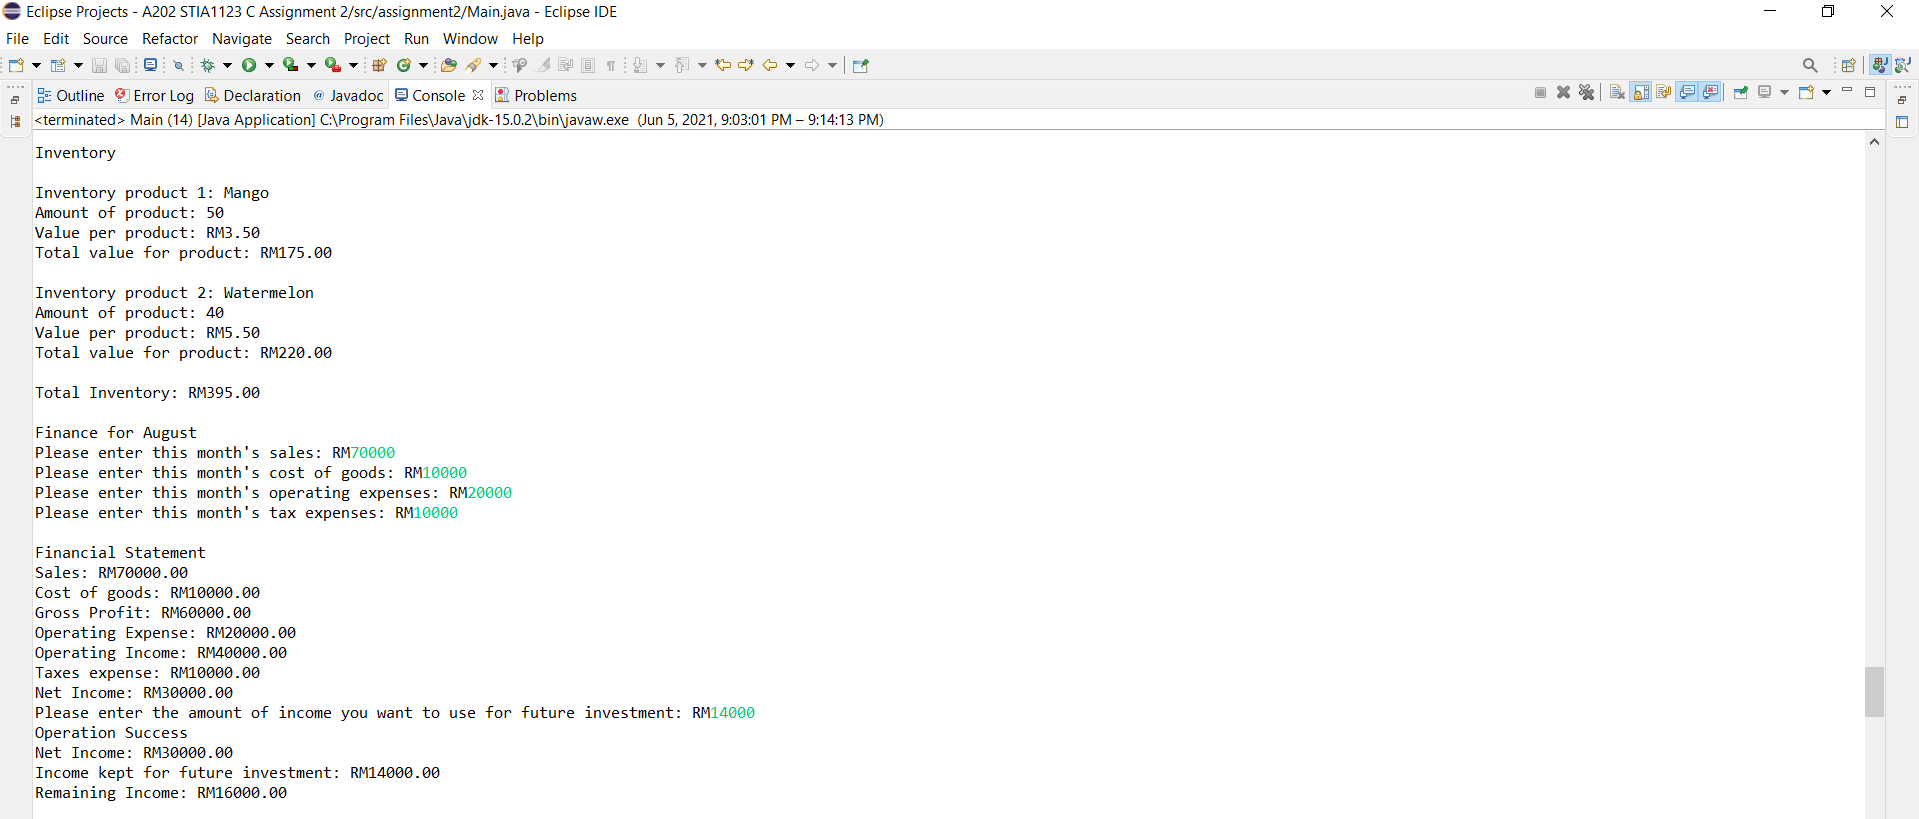 Eclipse Projects - A202 STIA1123 C Assignment 2/src/assignment2/Main.java - Eclipse IDE
File Edit Source Refactor Navigate Search Project Run Window Help
Outline Error Log Declaration @ Javadoc Console Problems
<terminated> Main (14) [Java Application] C:\Program Files\Java\jdk-15.0.2\bin\javaw.exe (Jun 5, 2021, 9:03:01 PM – 9:14:13 PM)
Inventory
Inventory product 1: Mango
Amount of product: 50
Value per product: RM3.50
Total value for product: RM175.00
Inventory product 2: Watermelon
Amount of product: 40
Value per product: RM5.50
Total value for product: RM220.00
Total Inventory: RM395.00
Finance for August
Please enter this month's sales: RM70000
Please enter this month's cost of goods: RM10000
Please enter this month's operating expenses: RM20000
Please enter this month's tax expenses: RM10000
Financial Statement
Sales: RM70000.00
Cost of goods: RM10000.00
Gross Profit: RM60000.00
Operating Expense: RM20000.00
Operating Income: RM40000.00
Taxes expense: RM10000.00
Net Income: RM30000.00
Please enter the amount of income you want to use for future investment: RM14000
Operation Success
Net Income: RM30000.00
Income kept for future investment: RM14000.00
Remaining Income: RM16000.00